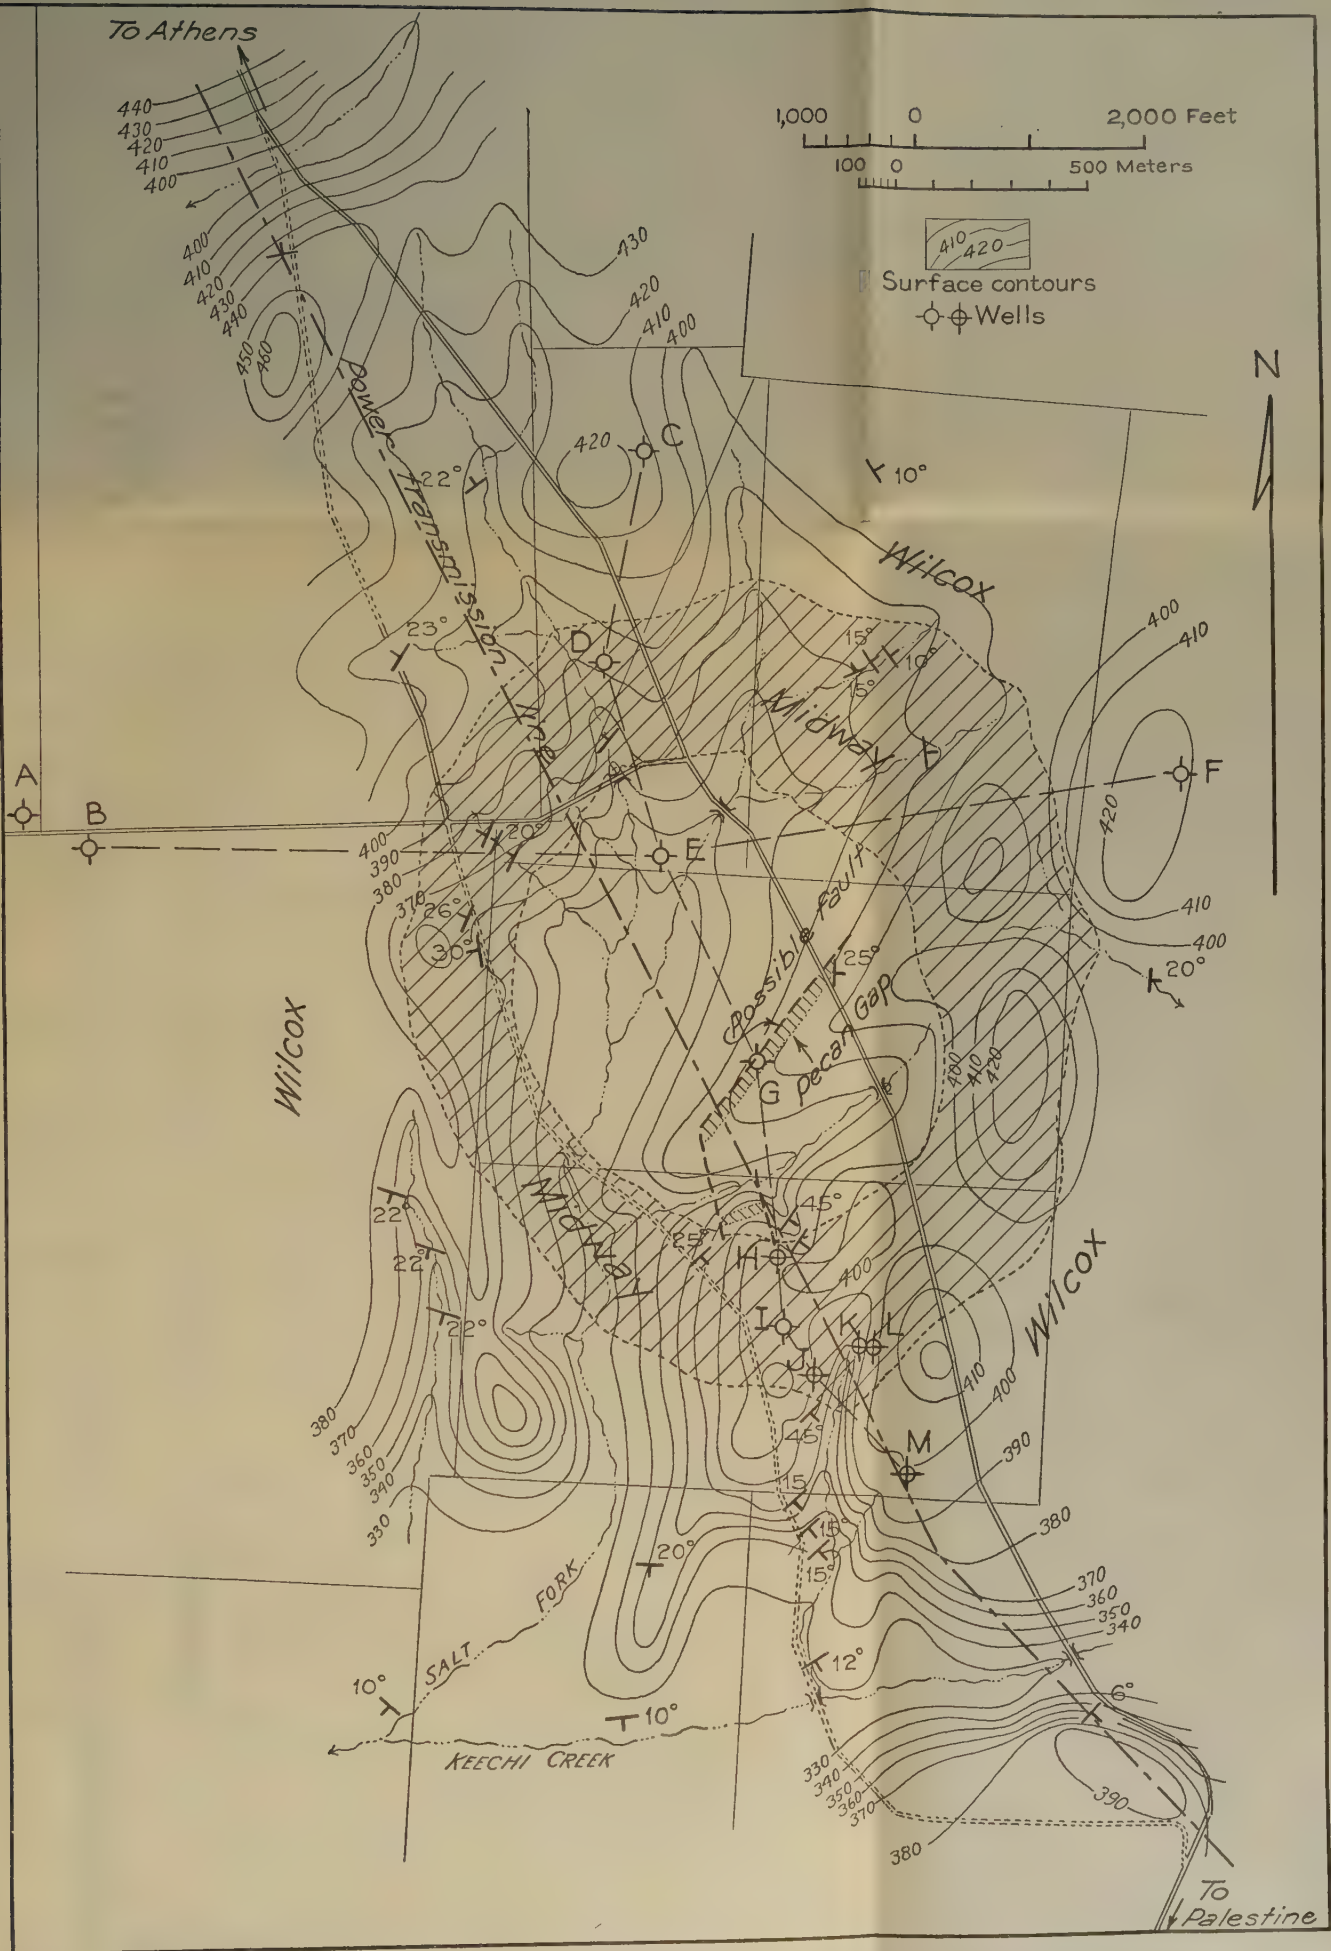 To Athens
1,000 0 2,000 Feet
100 0 500 Meters
410
420
Surface contours
Wells
N
440
430
420
410
400
400
410
420
430
440
450
460
430
420
410
400
Power transmission line
420
C
22°
10°
Wilcox
23°
D
15°
10°
15°
Midway
400
410
A
B
F
420
E
20°
400
390
380
370
26°
30°
Possible fault
25°
Pecan Gap
G
410
400
20°
Wilcox
400
410
420
Midway
22°
22°
22°
25°
45°
H
400
I
K
L
J
Wilcox
410
400
390
45°
M
380
370
360
350
340
330
15
15°
15°
20°
380
370
360
350
340
SALT FORK
12°
10°
10°
6°
KEECHI CREEK
330
340
350
360
370
380
390
To
Palestine